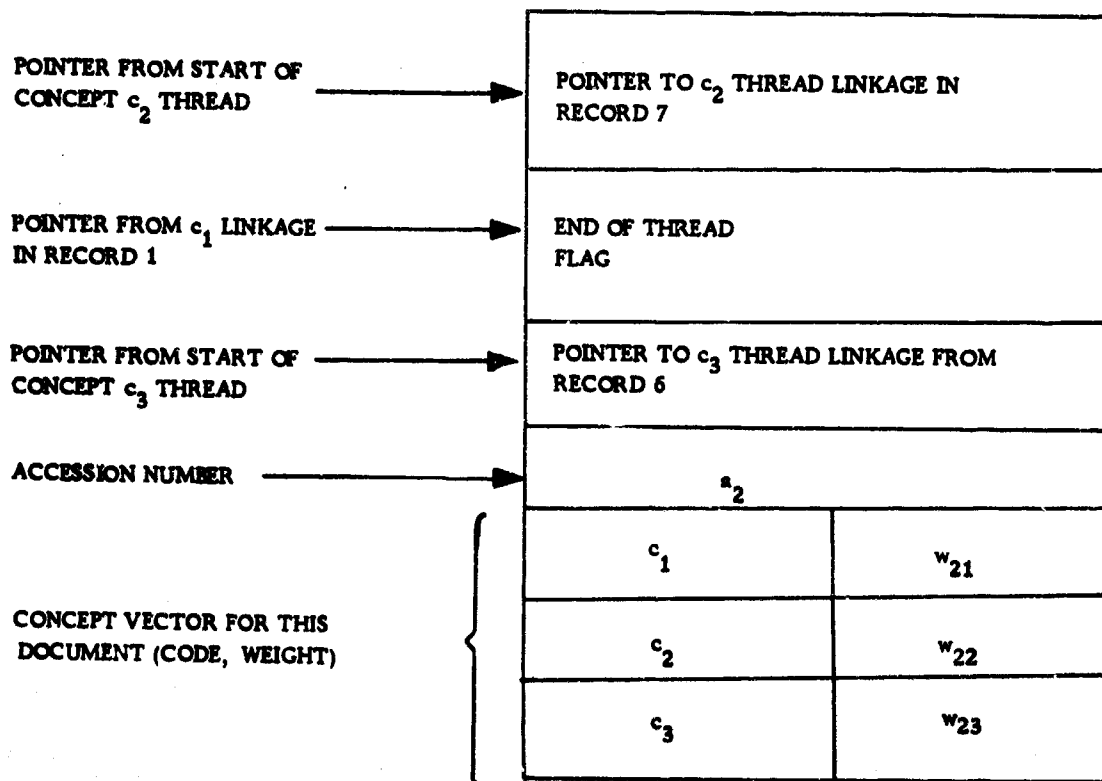 POINTER FROM START OF
CONCEPT c2 THREAD
POINTER TO c2 THREAD LINKAGE IN
RECORD 7
POINTER FROM c1 LINKAGE
IN RECORD 1
END OF THREAD
FLAG
POINTER FROM START OF
CONCEPT c3 THREAD
POINTER TO c3 THREAD LINKAGE FROM
RECORD 6
ACCESSION NUMBER
a2
CONCEPT VECTOR FOR THIS
DOCUMENT (CODE, WEIGHT)
c1 w21
c2 w22
c3 w23